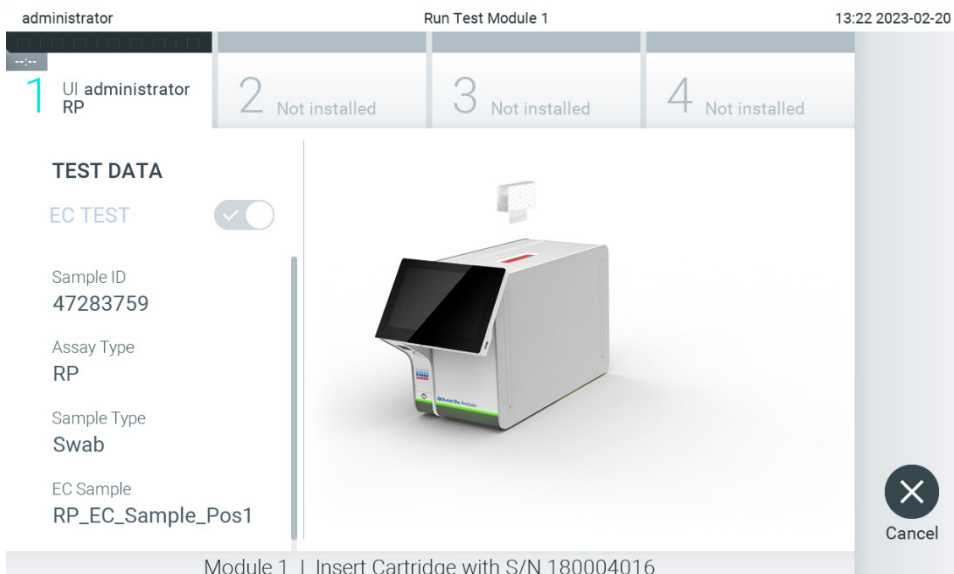 administrator
Run Test Module 1
13:22 2023-02-20
--:--
1 UI administrator
RP
2 Not installed
3 Not installed
4 Not installed
TEST DATA
EC TEST
Sample ID
47283759
Assay Type
RP
Sample Type
Swab
EC Sample
RP_EC_Sample_Pos1
Cancel
Module 1 | Insert Cartridge with S/N 180004016